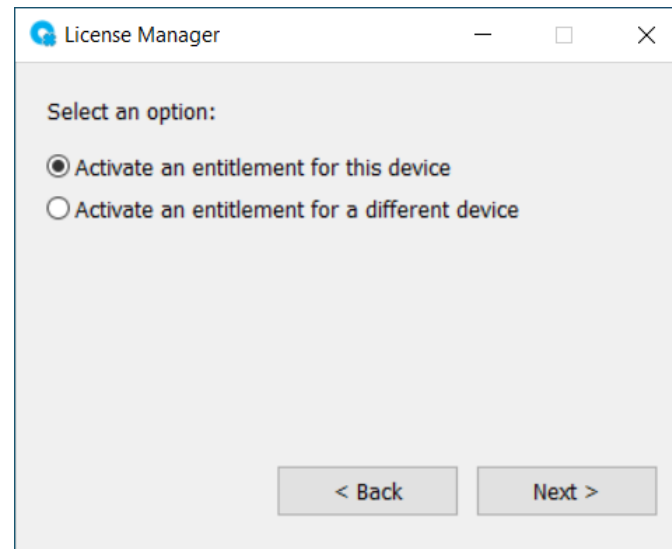 License Manager
Select an option:
Activate an entitlement for this device
Activate an entitlement for a different device
< Back Next >